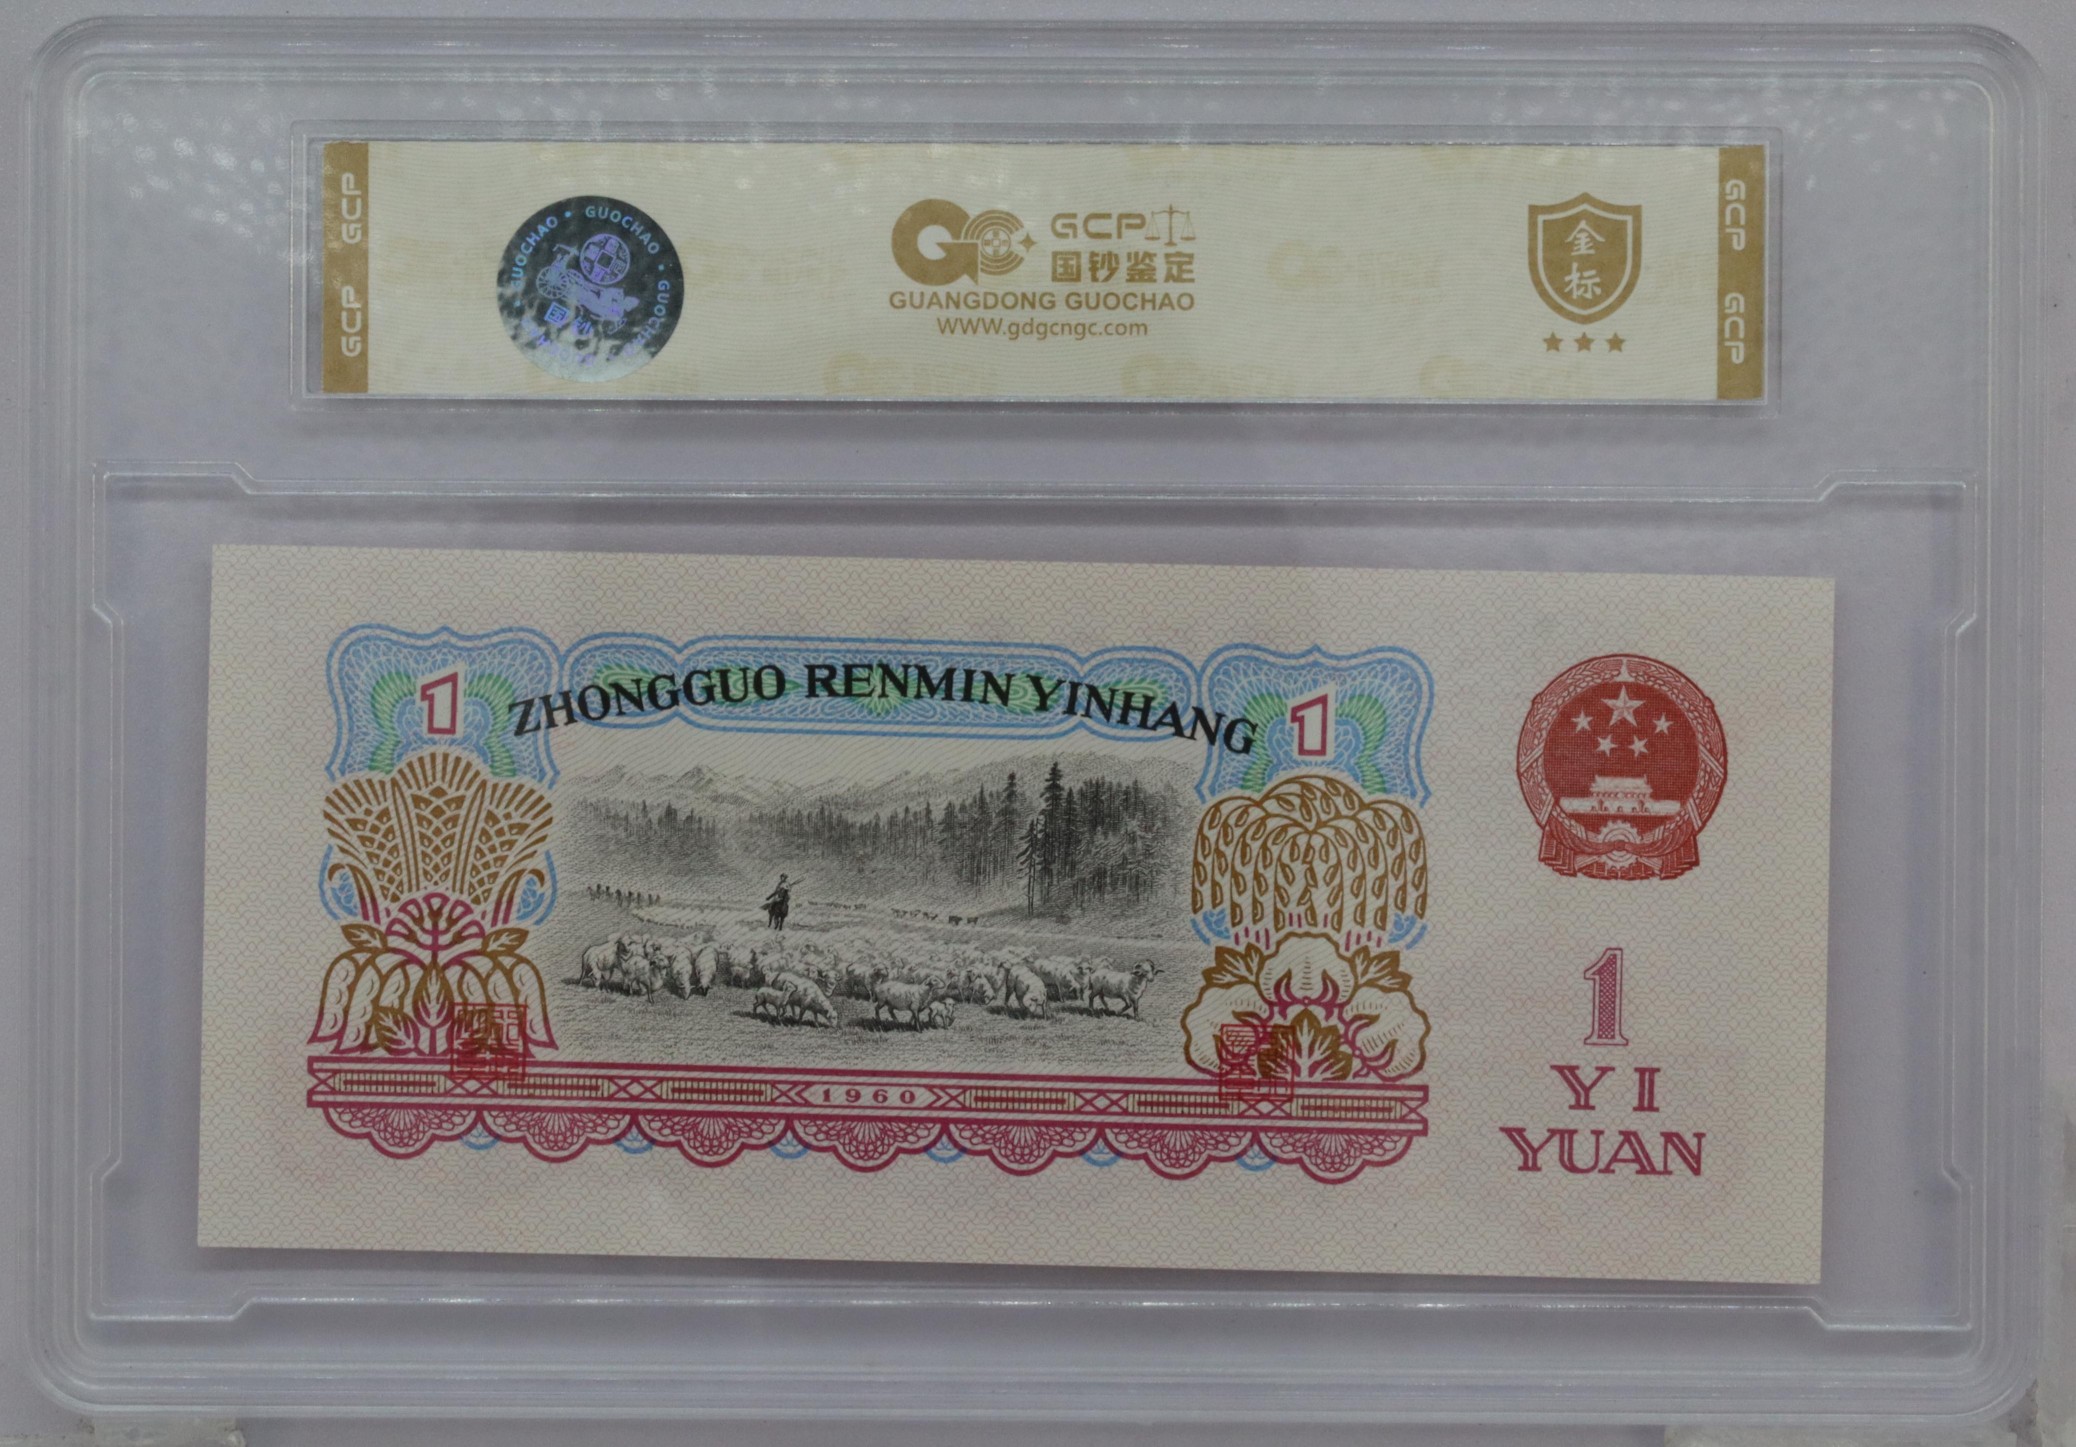 GCP GCP
GUOCHAO • GUOCHAO • GUOCHAO
GCP
国钞鉴定
GUANGDONG GUOCHAO
WWW.gdgcngc.com
金
标
GCP GCP
ZHONGGUO RENMIN YINHANG
1
1
1960
1
YI
YUAN